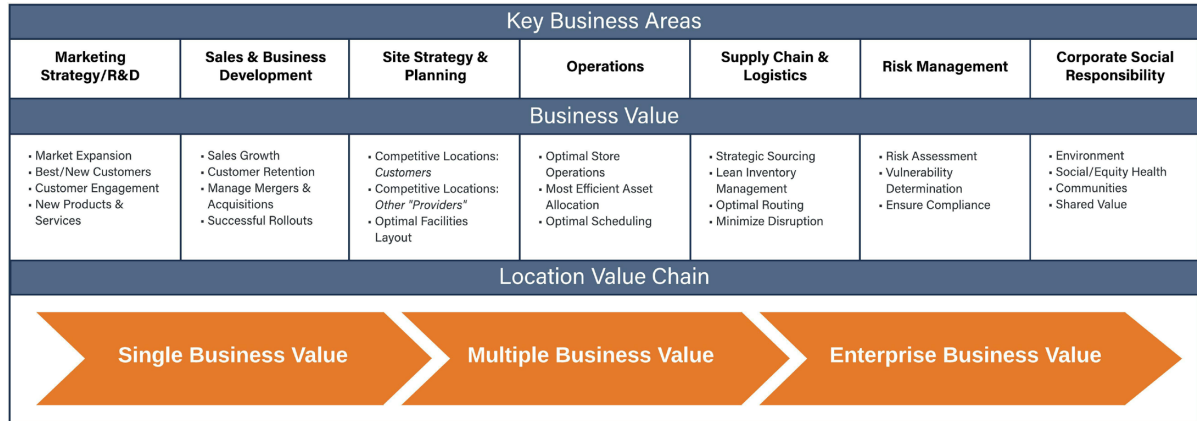 Key Business Areas
Marketing
Strategy/R&D
Sales & Business
Development
Site Strategy &
Planning
Operations
Supply Chain &
Logistics
Risk Management
Corporate Social
Responsibility
Business Value
▪ Market Expansion
▪ Best/New Customers
▪ Customer Engagement
▪ New Products &
Services
▪ Sales Growth
▪ Customer Retention
▪ Manage Mergers &
Acquisitions
▪ Successful Rollouts
▪ Competitive Locations:
Customers
▪ Competitive Locations:
Other "Providers"
▪ Optimal Facilities
Layout
▪ Optimal Store
Operations
▪ Most Efficient Asset
Allocation
▪ Optimal Scheduling
▪ Strategic Sourcing
▪ Lean Inventory
Management
▪ Optimal Routing
▪ Minimize Disruption
▪ Risk Assessment
▪ Vulnerability
Determination
▪ Ensure Compliance
▪ Environment
▪ Social/Equity Health
▪ Communities
▪ Shared Value
Location Value Chain
Single Business Value
Multiple Business Value
Enterprise Business Value